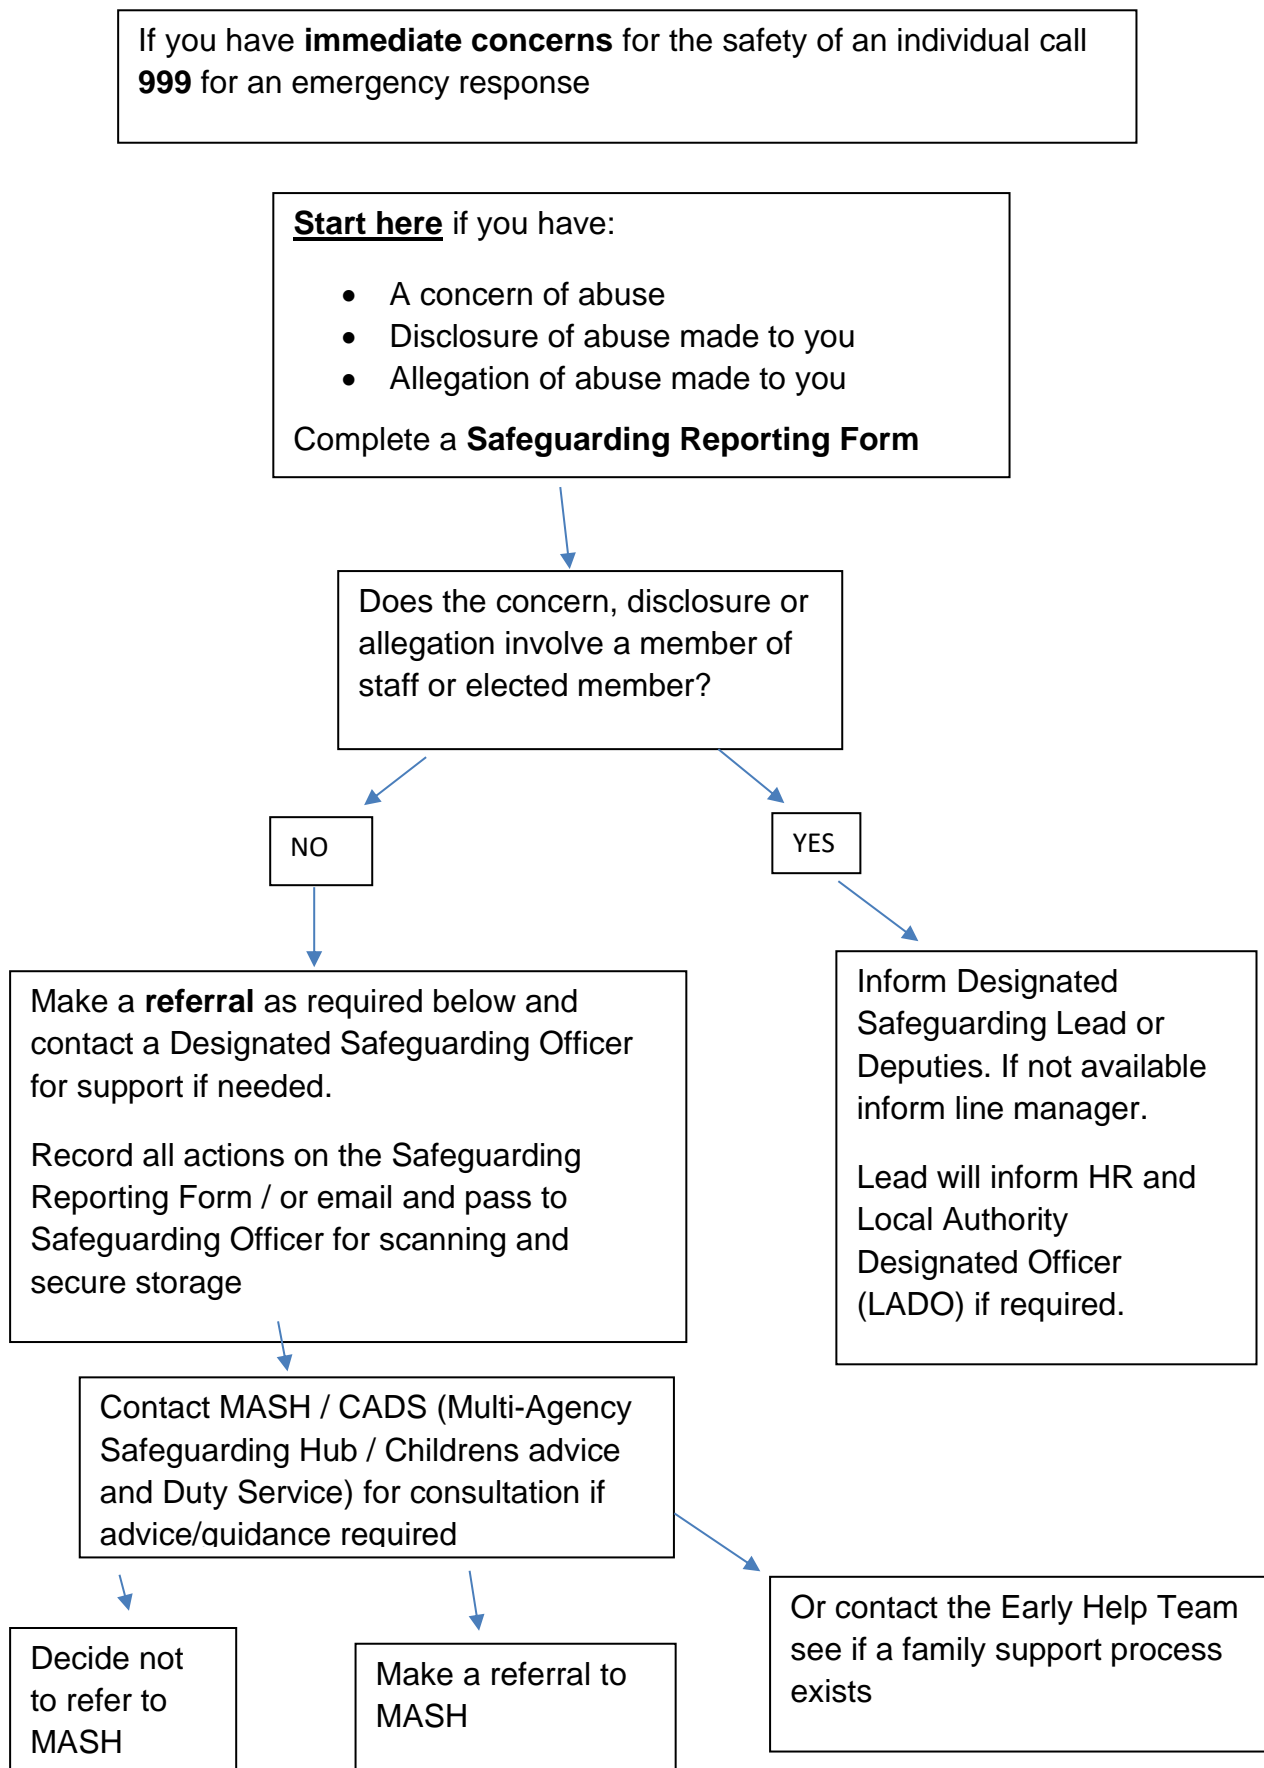 If you have immediate concerns for the safety of an individual call
999 for an emergency response
Start here if you have:
• A concern of abuse
• Disclosure of abuse made to you
• Allegation of abuse made to you
Complete a Safeguarding Reporting Form
Does the concern, disclosure or
allegation involve a member of
staff or elected member?
NO
YES
Make a referral as required below and
contact a Designated Safeguarding Officer
for support if needed.
Record all actions on the Safeguarding
Reporting Form / or email and pass to
Safeguarding Officer for scanning and
secure storage
Inform Designated
Safeguarding Lead or
Deputies. If not available
inform line manager.
Lead will inform HR and
Local Authority
Designated Officer
(LADO) if required.
Contact MASH / CADS (Multi-Agency
Safeguarding Hub / Childrens advice
and Duty Service) for consultation if
advice/guidance required
Decide not
to refer to
MASH
Make a referral to
MASH
Or contact the Early Help Team
see if a family support process
exists